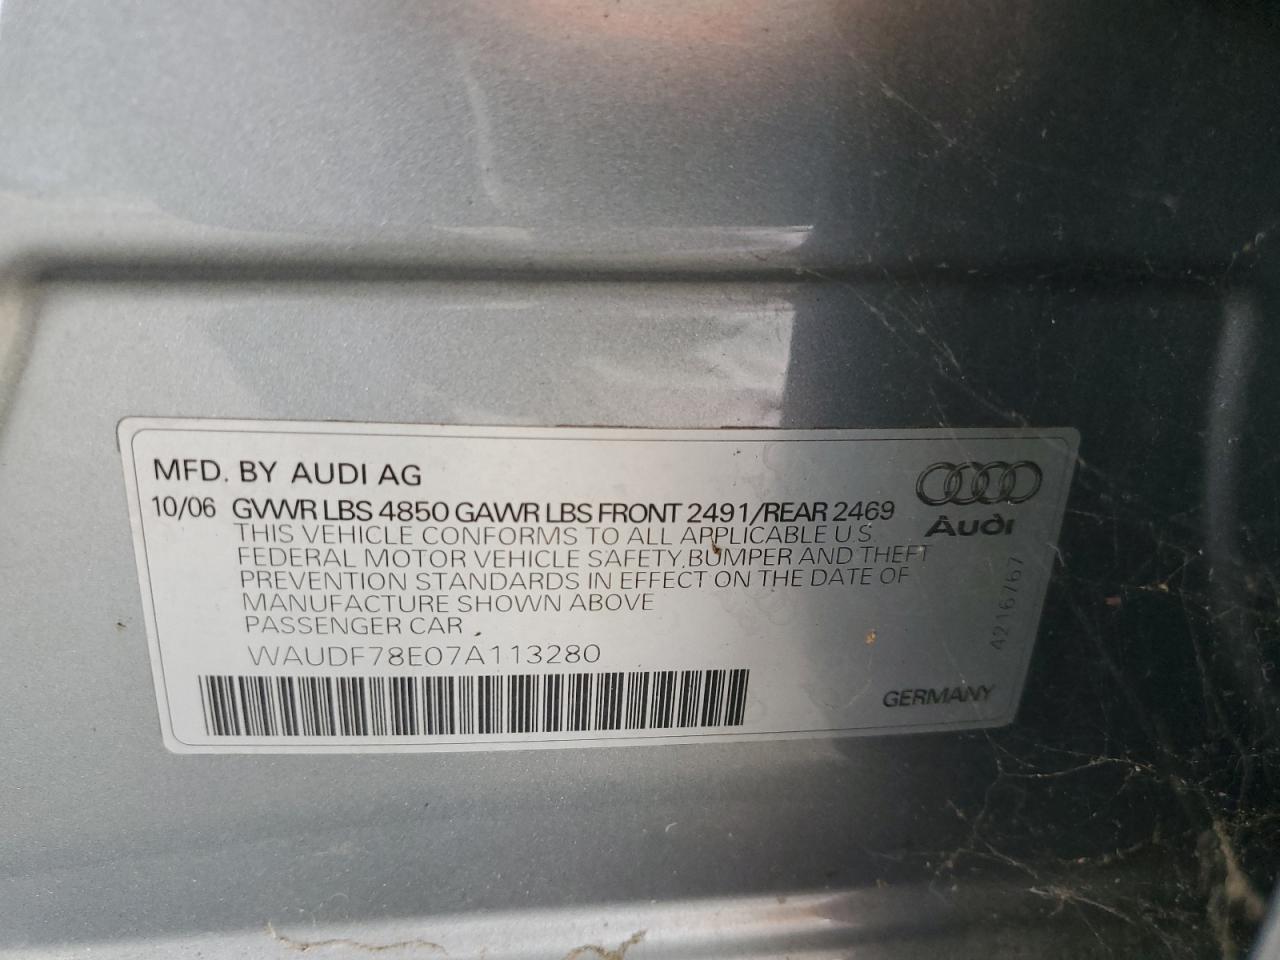 MFD. BY AUDI AG
10/06 GVWR LBS 4850 GAWR LBS FRONT 2491/REAR 2469
THIS VEHICLE CONFORMS TO ALL APPLICABLE U.S.
FEDERAL MOTOR VEHICLE SAFETY, BUMPER AND THEFT
PREVENTION STANDARDS IN EFFECT ON THE DATE OF
MANUFACTURE SHOWN ABOVE
PASSENGER CAR
WAUDF78E07A113280
Audi
4216767
GERMANY